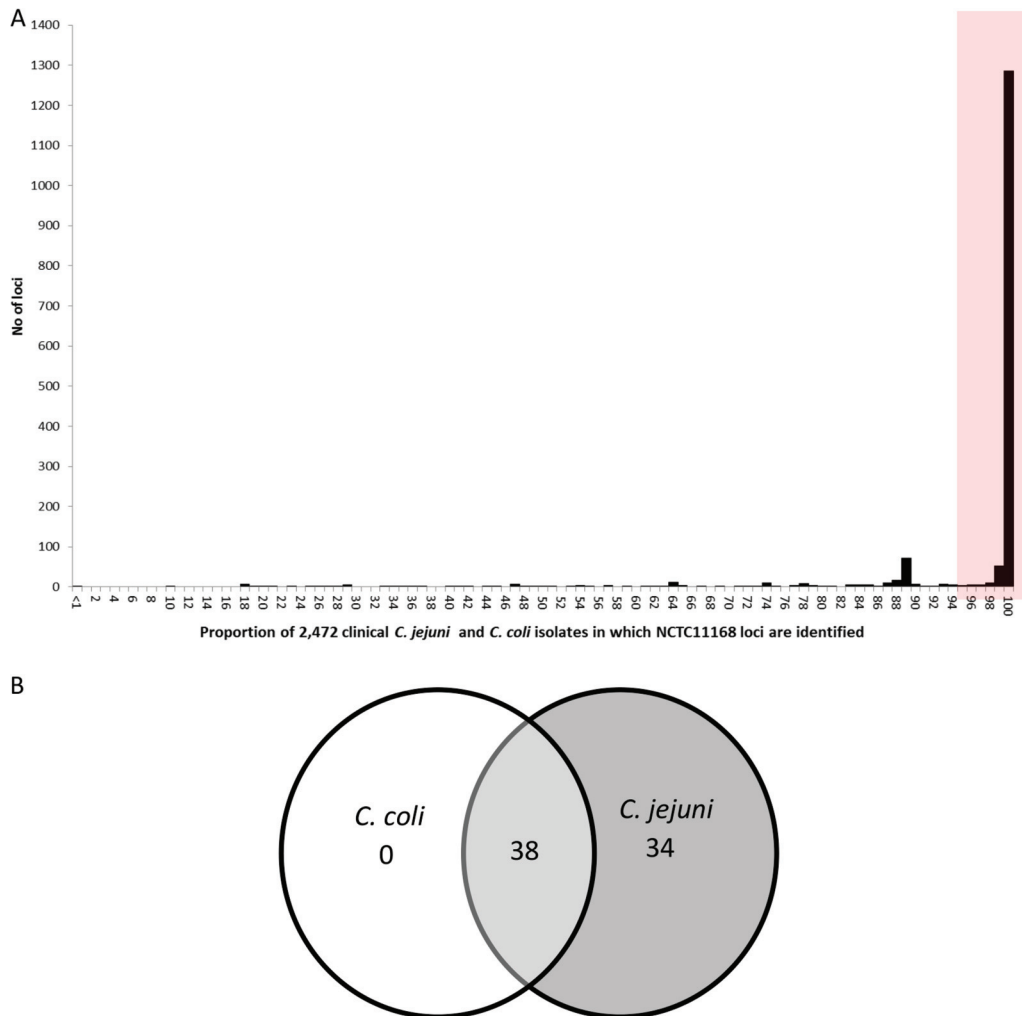 A
1400
1300
1200
1100
1000
900
800
700
600
500
400
300
200
100
0
No of loci
<1 2 4 6 8 10 12 14 16 18 20 22 24 26 28 30 32 34 36 38 40 42 44 46 48 50 52 54 56 58 60 62 64 66 68 70 72 74 76 78 80 82 84 86 88 90 92 94 96 98 100
Proportion of 2,472 clinical C. jejuni and C. coli isolates in which NCTC11168 loci are identified
B
C. coli
0
38
C. jejuni
34